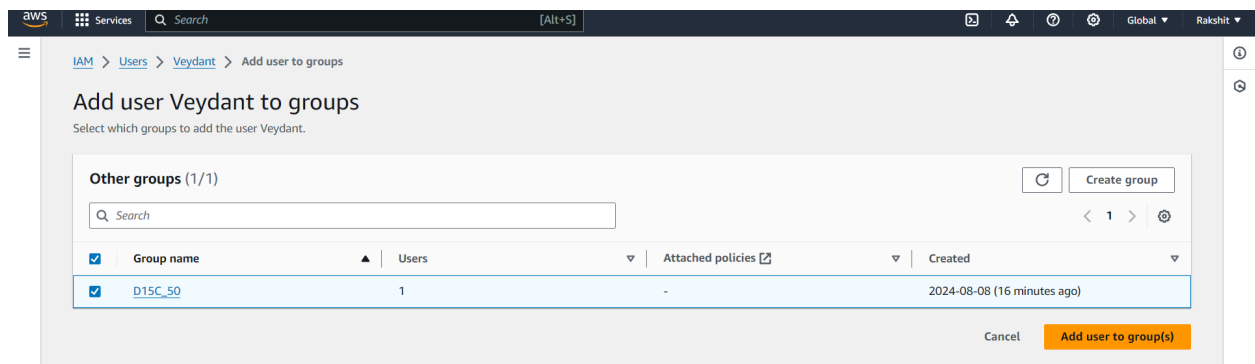 aws Services Search [Alt+S] Global Rakshit
IAM > Users > Veydant > Add user to groups
Add user Veydant to groups
Select which groups to add the user Veydant.
Other groups (1/1) Create group
Search < 1 >
Group name Users Attached policies Created
D15C_50 1 - 2024-08-08 (16 minutes ago)
Cancel Add user to group(s)